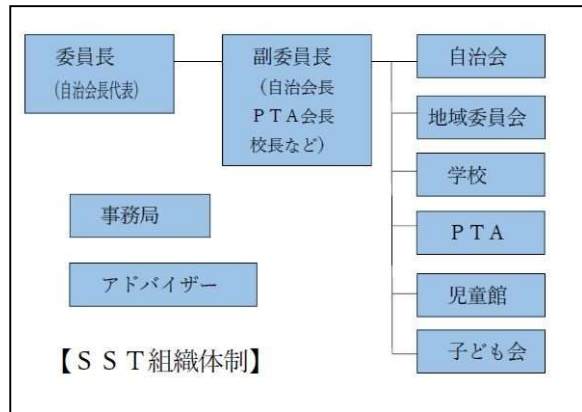 委員長
(自治会長代表)
副委員長
(自治会長
ＰＴＡ会長
校長など)
自治会
地域委員会
学校
ＰＴＡ
児童館
子ども会
事務局
アドバイザー
【ＳＳＴ組織体制】